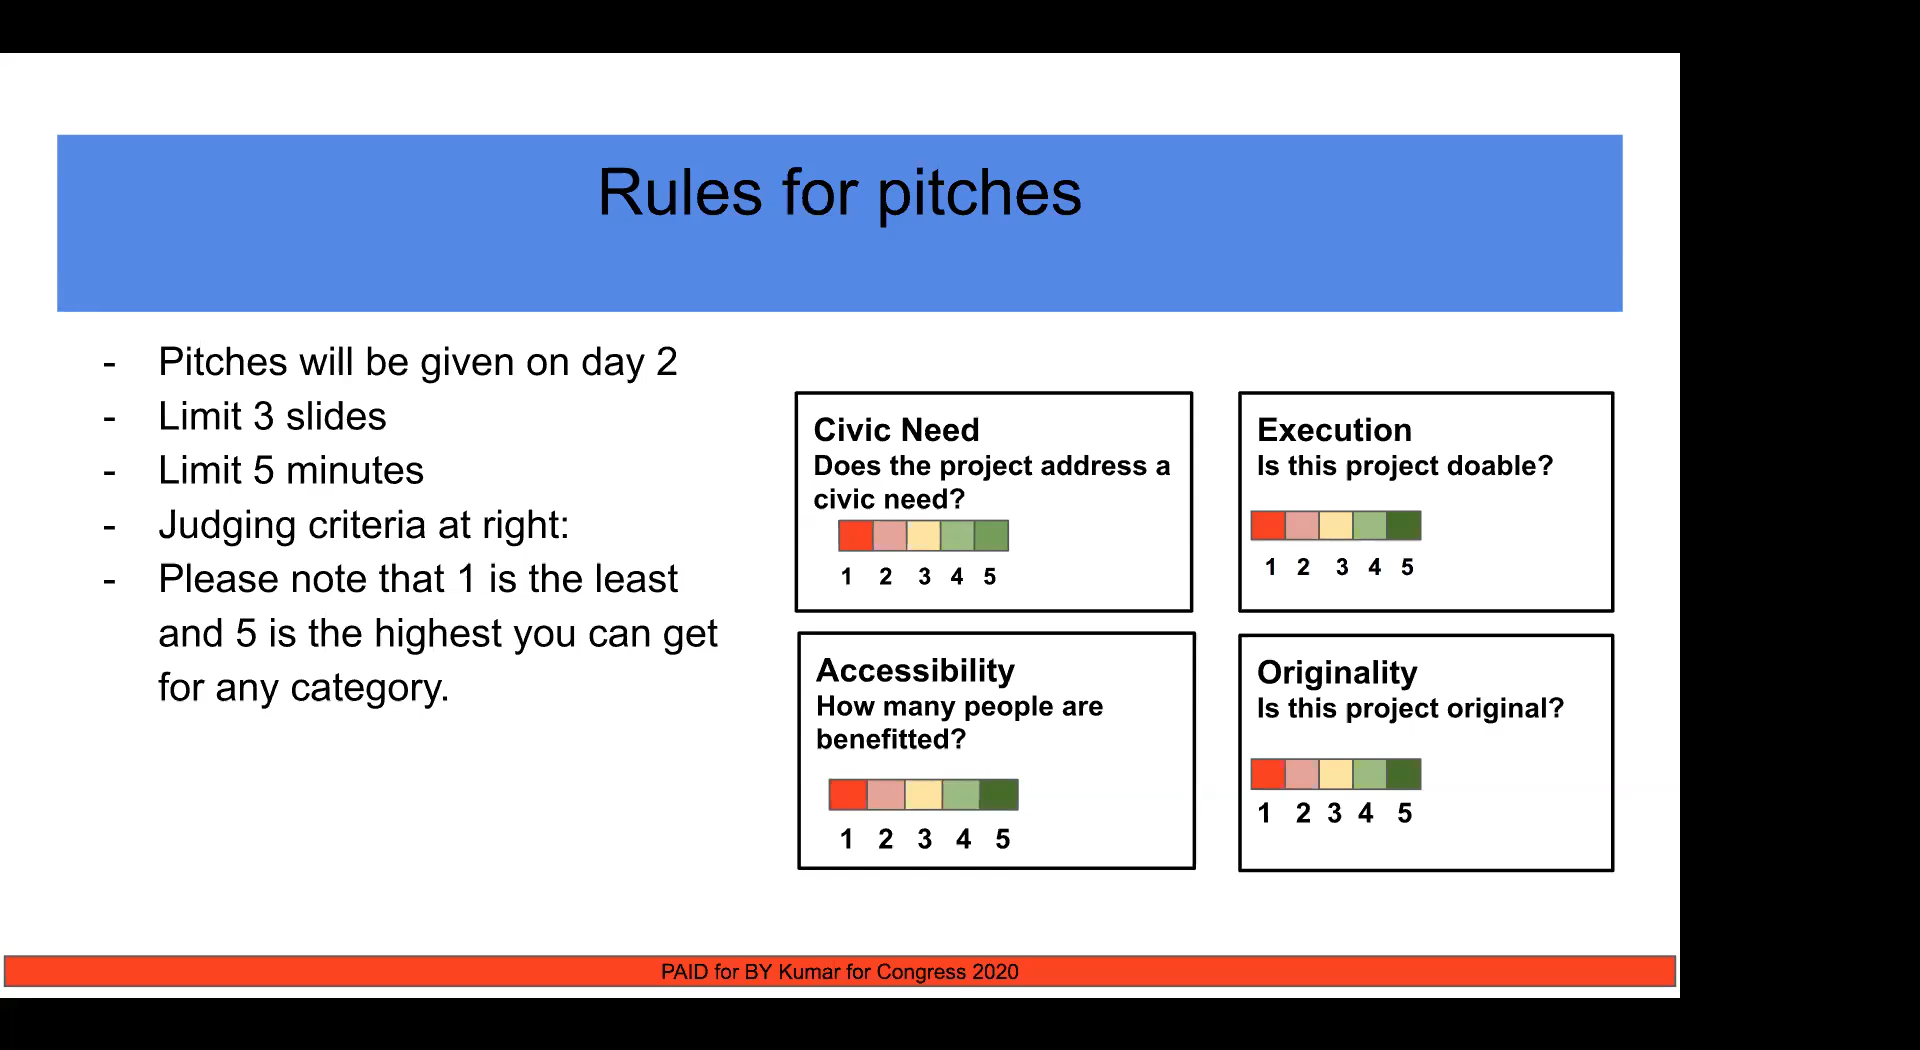 Rules for pitches
- Pitches will be given on day 2
- Limit 3 slides
- Limit 5 minutes
- Judging criteria at right:
- Please note that 1 is the least
and 5 is the highest you can get
for any category.
Civic Need
Does the project address a
civic need?
1 2 3 4 5
Execution
Is this project doable?
1 2 3 4 5
Accessibility
How many people are
benefitted?
1 2 3 4 5
Originality
Is this project original?
1 2 3 4 5
PAID for BY Kumar for Congress 2020